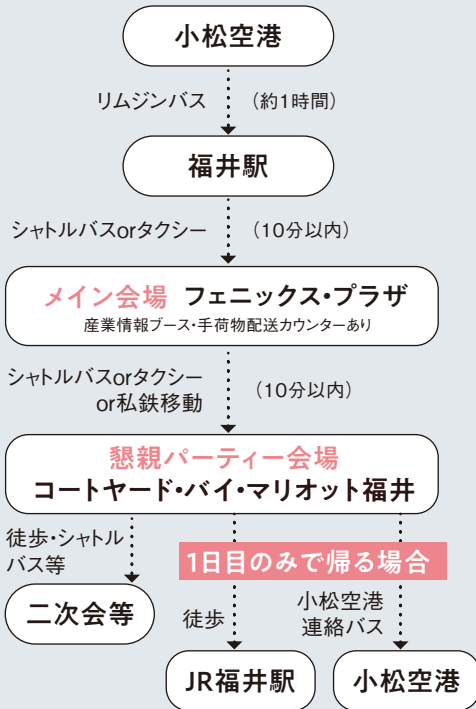 小松空港
リムジンバス （約1時間）
福井駅
シャトルバスorタクシー （10分以内）
メイン会場 フェニックス・プラザ
産業情報ブース・手荷物配送カウンターあり
シャトルバスorタクシー
or私鉄移動
（10分以内）
懇親パーティー会場
コートヤード・バイ・マリオット福井
徒歩・シャトル
バス等
二次会等
1日目のみで帰る場合
徒歩
JR福井駅
小松空港
連絡バス
小松空港